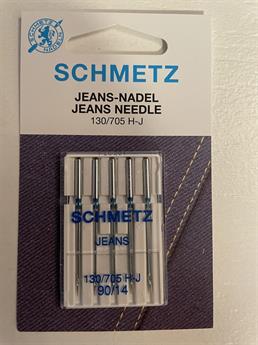 SCHMETZ
JEANS-NADEL
JEANS NEEDLE
130/705 H-J
SCHMETZ
JEANS
130/705 H-J
90/14